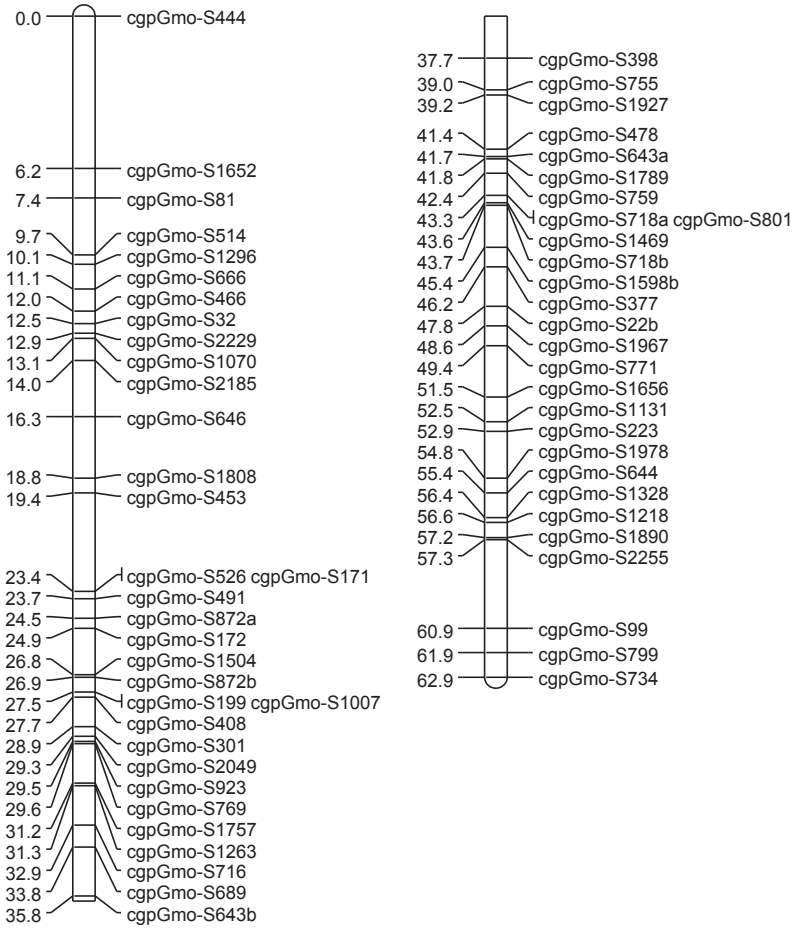 0.0 cgpGmo-S444
6.2 cgpGmo-S1652
7.4 cgpGmo-S81
9.7 cgpGmo-S514
10.1 cgpGmo-S1296
11.1 cgpGmo-S666
12.0 cgpGmo-S466
12.5 cgpGmo-S32
12.9 cgpGmo-S2229
13.1 cgpGmo-S1070
14.0 cgpGmo-S2185
16.3 cgpGmo-S646
18.8 cgpGmo-S1808
19.4 cgpGmo-S453
23.4 cgpGmo-S526 cgpGmo-S171
23.7 cgpGmo-S491
24.5 cgpGmo-S872a
24.9 cgpGmo-S172
26.8 cgpGmo-S1504
26.9 cgpGmo-S872b
27.5 cgpGmo-S199 cgpGmo-S1007
27.7 cgpGmo-S408
28.9 cgpGmo-S301
29.3 cgpGmo-S2049
29.5 cgpGmo-S923
29.6 cgpGmo-S769
31.2 cgpGmo-S1757
31.3 cgpGmo-S1263
32.9 cgpGmo-S716
33.8 cgpGmo-S689
35.8 cgpGmo-S643b
37.7 cgpGmo-S398
39.0 cgpGmo-S755
39.2 cgpGmo-S1927
41.4 cgpGmo-S478
41.7 cgpGmo-S643a
41.8 cgpGmo-S1789
42.4 cgpGmo-S759
43.3 cgpGmo-S718a cgpGmo-S801
43.6 cgpGmo-S1469
43.7 cgpGmo-S718b
45.4 cgpGmo-S1598b
46.2 cgpGmo-S377
47.8 cgpGmo-S22b
48.6 cgpGmo-S1967
49.4 cgpGmo-S771
51.5 cgpGmo-S1656
52.5 cgpGmo-S1131
52.9 cgpGmo-S223
54.8 cgpGmo-S1978
55.4 cgpGmo-S644
56.4 cgpGmo-S1328
56.6 cgpGmo-S1218
57.2 cgpGmo-S1890
57.3 cgpGmo-S2255
60.9 cgpGmo-S99
61.9 cgpGmo-S799
62.9 cgpGmo-S734